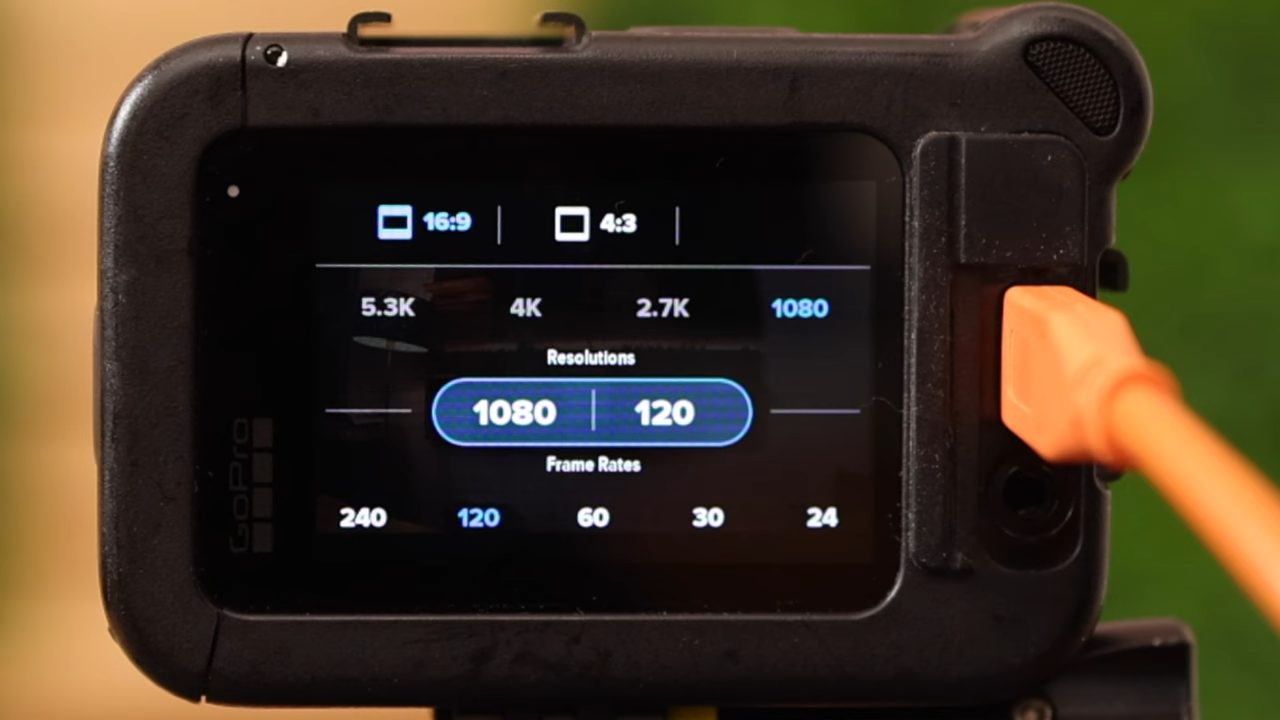 16:9 4:3
5.3K 4K 2.7K 1080
Resolutions
1080 120
Frame Rates
240 120 60 30 24
GoPro